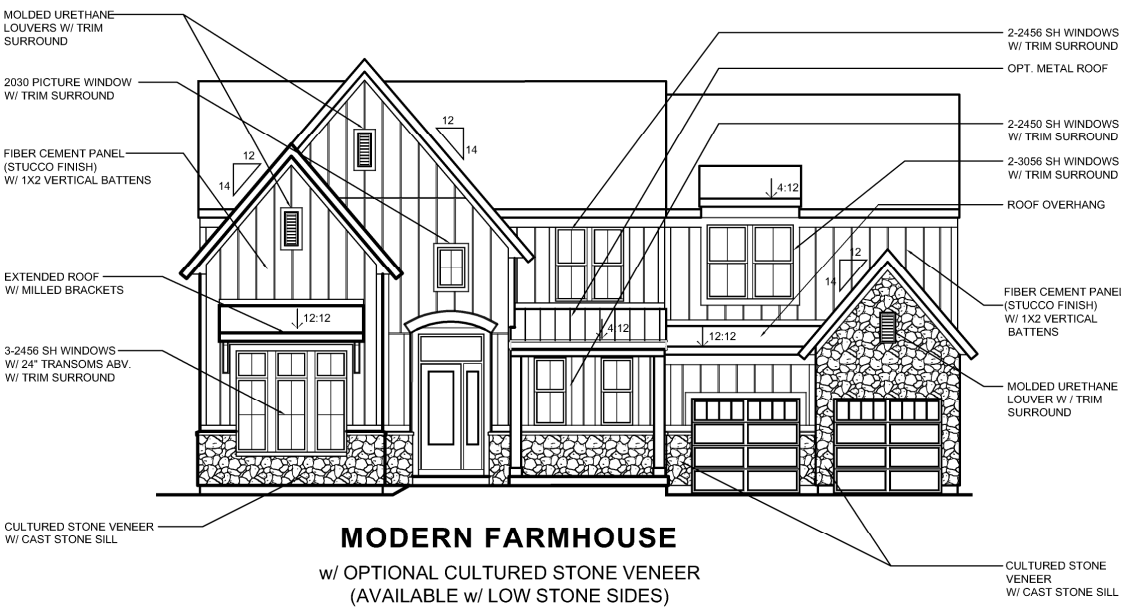 MOLDED URETHANE
LOUVERS W/ TRIM
SURROUND
2030 PICTURE WINDOW
W/ TRIM SURROUND
FIBER CEMENT PANEL
(STUCCO FINISH)
W/ 1X2 VERTICAL BATTENS
EXTENDED ROOF
W/ MILLED BRACKETS
3-2456 SH WINDOWS
W/ 24" TRANSOMS ABV.
W/ TRIM SURROUND
CULTURED STONE VENEER
W/ CAST STONE SILL
12
14
12
14
12:12
4:12
4:12
12:12
12
14
2-2456 SH WINDOWS
W/ TRIM SURROUND
OPT. METAL ROOF
2-2450 SH WINDOWS
W/ TRIM SURROUND
2-3056 SH WINDOWS
W/ TRIM SURROUND
ROOF OVERHANG
FIBER CEMENT PANEL
(STUCCO FINISH)
W/ 1X2 VERTICAL
BATTENS
MOLDED URETHANE
LOUVER W / TRIM
SURROUND
CULTURED STONE
VENEER
W/ CAST STONE SILL
MODERN FARMHOUSE
w/ OPTIONAL CULTURED STONE VENEER
(AVAILABLE w/ LOW STONE SIDES)